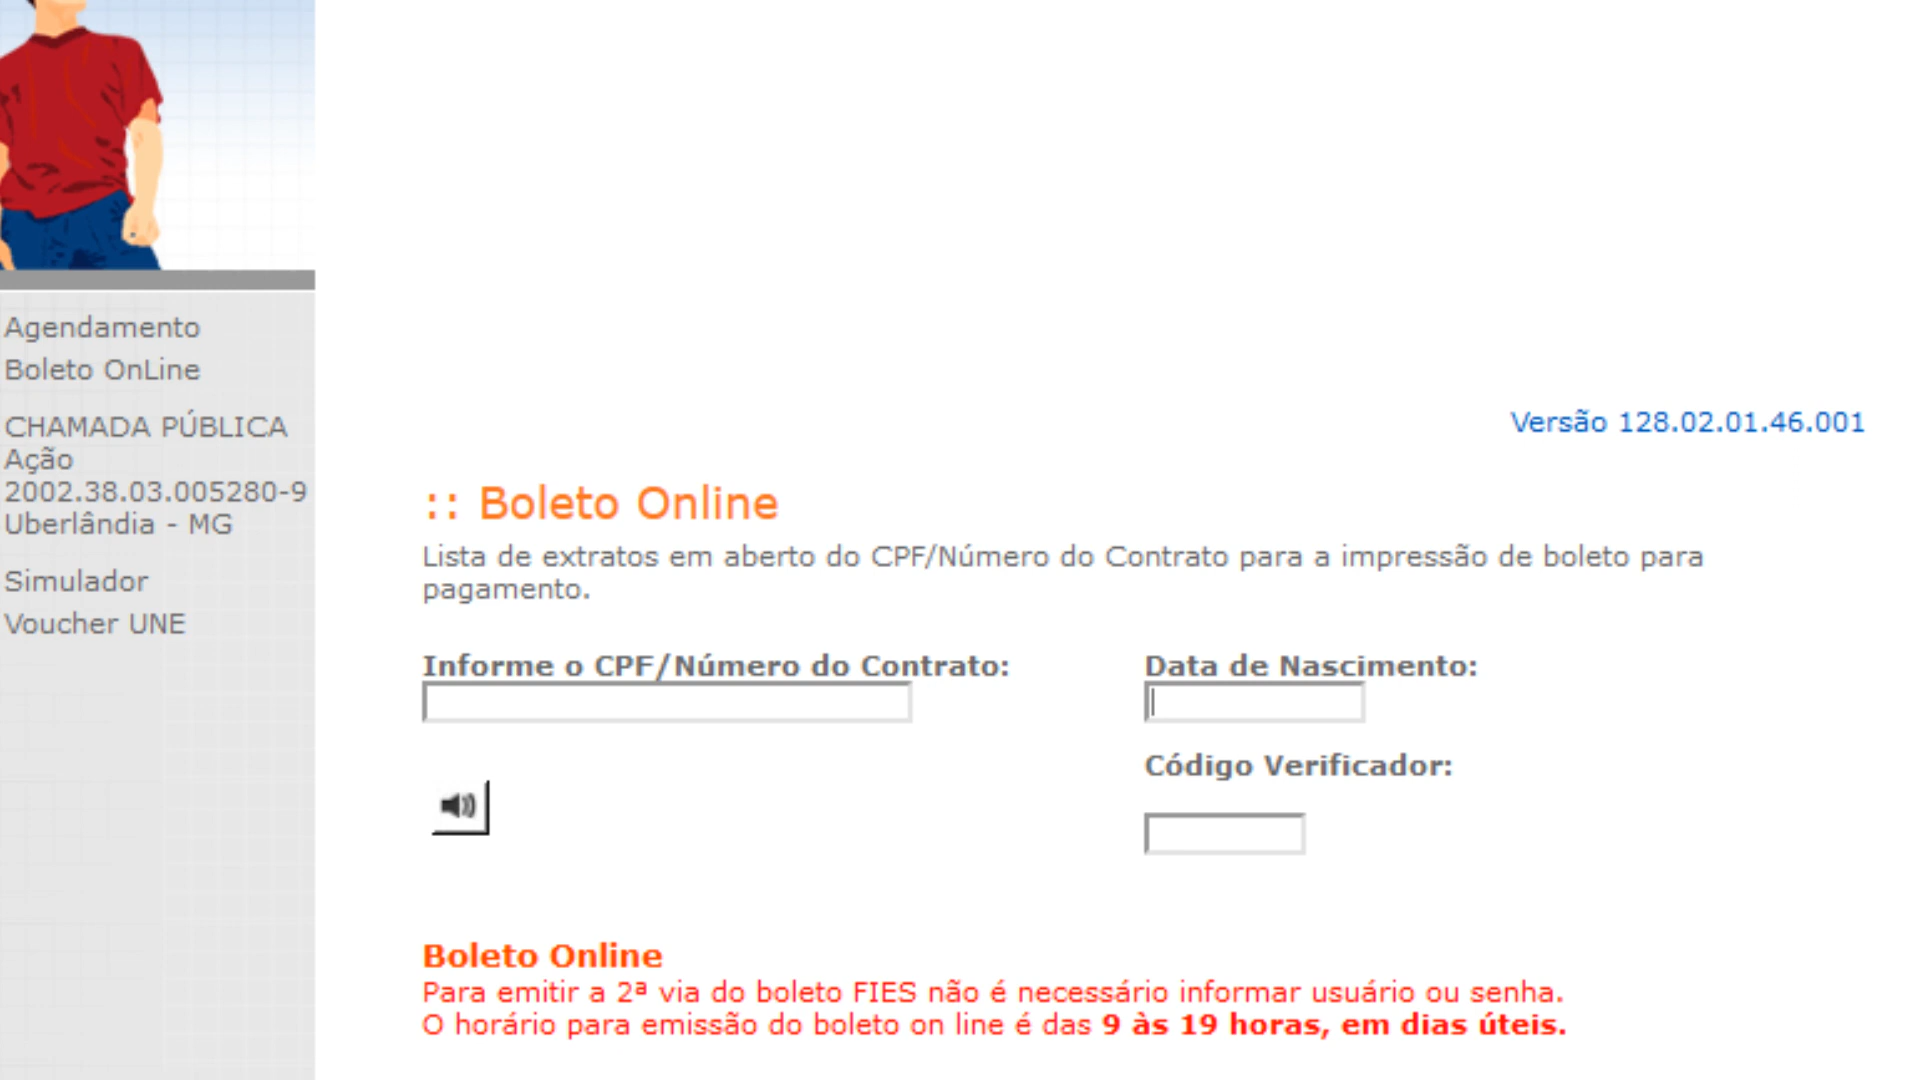 Agendamento
Boleto OnLine
CHAMADA PÚBLICA
Ação
2002.38.03.005280-9
Uberlândia - MG
Simulador
Voucher UNE
Versão 128.02.01.46.001
:: Boleto Online
Lista de extratos em aberto do CPF/Número do Contrato para a impressão de boleto para
pagamento.
Informe o CPF/Número do Contrato:
Data de Nascimento:
Código Verificador:
Boleto Online
Para emitir a 2ª via do boleto FIES não é necessário informar usuário ou senha.
O horário para emissão do boleto on line é das 9 às 19 horas, em dias úteis.